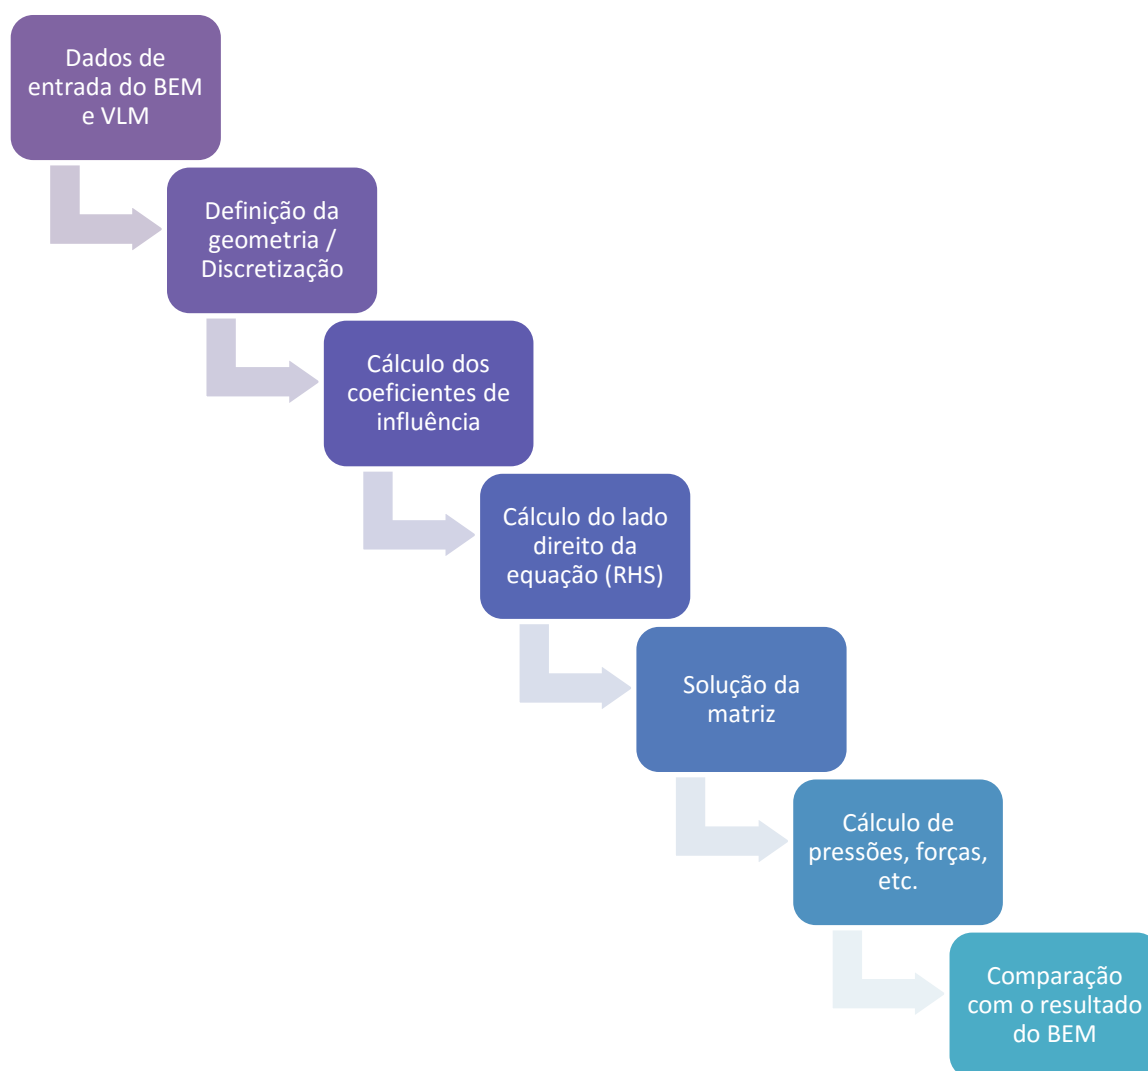 Dados de
entrada do BEM
e VLM
Definição da
geometria /
Discretização
Cálculo dos
coeficientes de
influência
Cálculo do lado
direito da
equação (RHS)
Solução da
matriz
Cálculo de
pressões, forças,
etc.
Comparação
com o resultado
do BEM